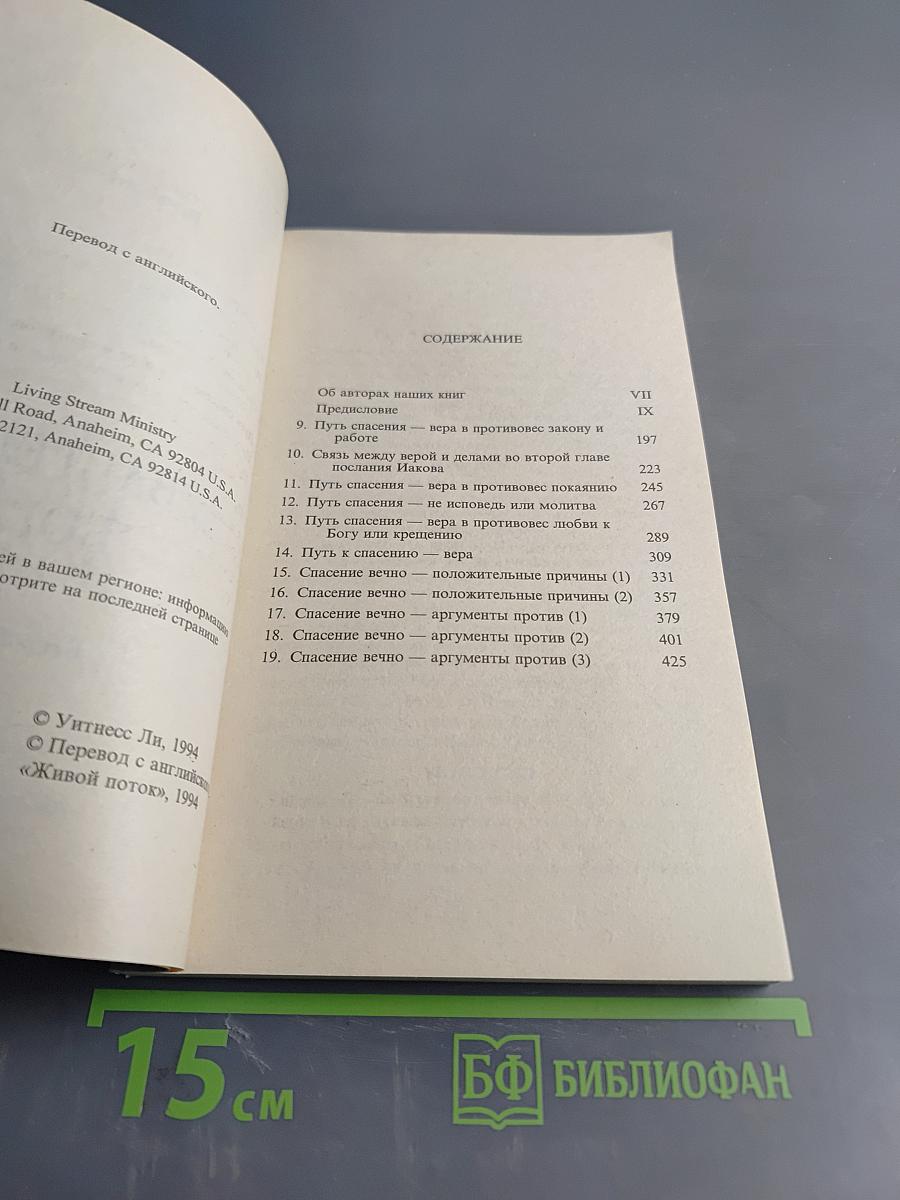 Перевод с английского.
Living Stream Ministry
Road, Anaheim, CA 92804 U.S.A.
2121, Anaheim, CA 92814 U.S.A.
в вашем регионе: информацию
на последней странице
© Уитнесс Ли, 1994
© Перевод с английского,
«Живой поток», 1994
СОДЕРЖАНИЕ
Об авторах наших книг VII
Предисловие IX
9. Путь спасения — вера в противовес закону и
работе 197
10. Связь между верой и делами во второй главе
послания Иакова 223
11. Путь спасения — вера в противовес покаянию 245
12. Путь спасения — не исповедь или молитва 267
13. Путь спасения — вера в противовес любви к
Богу или крещению 289
14. Путь к спасению — вера 309
15. Спасение вечно — положительные причины (1) 331
16. Спасение вечно — положительные причины (2) 357
17. Спасение вечно — аргументы против (1) 379
18. Спасение вечно — аргументы против (2) 401
19. Спасение вечно — аргументы против (3) 425
15 см
БФ БИБЛИОФАН